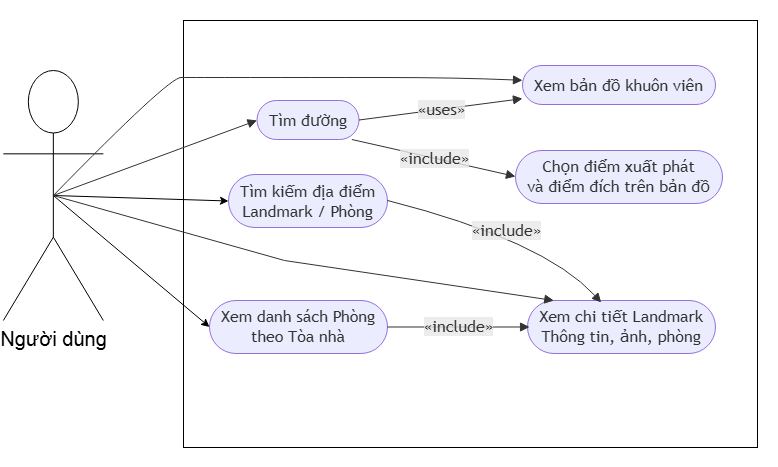 Xem bản đồ khuôn viên
Tìm đường
«uses»
«include»
Chọn điểm xuất phát
và điểm đích trên bản đồ
Tìm kiếm địa điểm
Landmark / Phòng
«include»
Xem danh sách Phòng
theo Tòa nhà
«include»
Xem chi tiết Landmark
Thông tin, ảnh, phòng
Người dùng